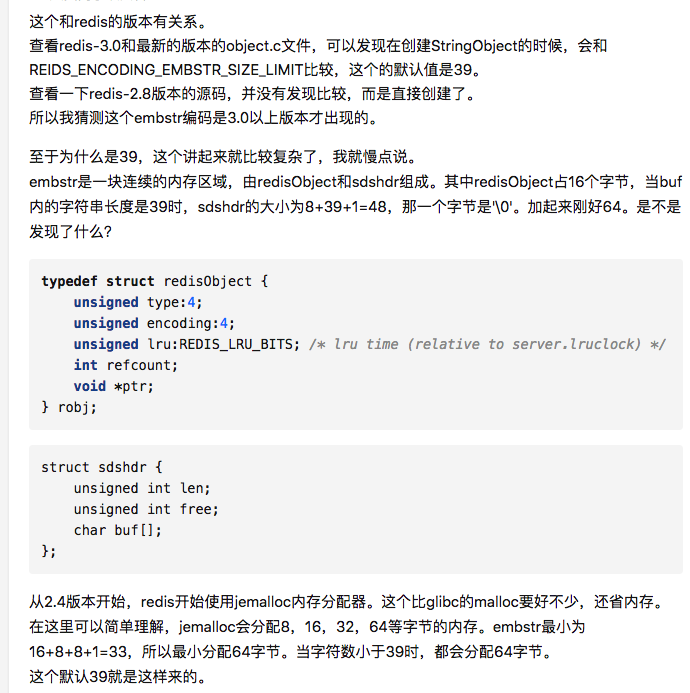 这个和redis的版本有关系。
查看redis-3.0和最新的版本的object.c文件，可以发现在创建StringObject的时候，会和
REIDS_ENCODING_EMBSTR_SIZE_LIMIT比较，这个的默认值是39。
查看一下redis-2.8版本的源码，并没有发现比较，而是直接创建了。
所以我猜测这个embstr编码是3.0以上版本才出现的。
至于为什么是39，这个讲起来就比较复杂了，我就慢点说。
embstr是一块连续的内存区域，由redisObject和sdshdr组成。其中redisObject占16个字节，当buf
内的字符串长度是39时，sdshdr的大小为8+39+1=48，那一个字节是'\0'。加起来刚好64。是不是
发现了什么?
typedef struct redisObject {
    unsigned type:4;
    unsigned encoding:4;
    unsigned lru:REDIS_LRU_BITS; /* lru time (relative to server.lruclock) */
    int refcount;
    void *ptr;
} robj;
struct sdshdr {
    unsigned int len;
    unsigned int free;
    char buf[];
};
从2.4版本开始，redis开始使用jemalloc内存分配器。这个比glibc的malloc要好不少，还省内存。
在这里可以简单理解，jemalloc会分配8，16，32，64等字节的内存。embstr最小为
16+8+8+1=33，所以最小分配64字节。当字符数小于39时，都会分配64字节。
这个默认39就是这样来的。